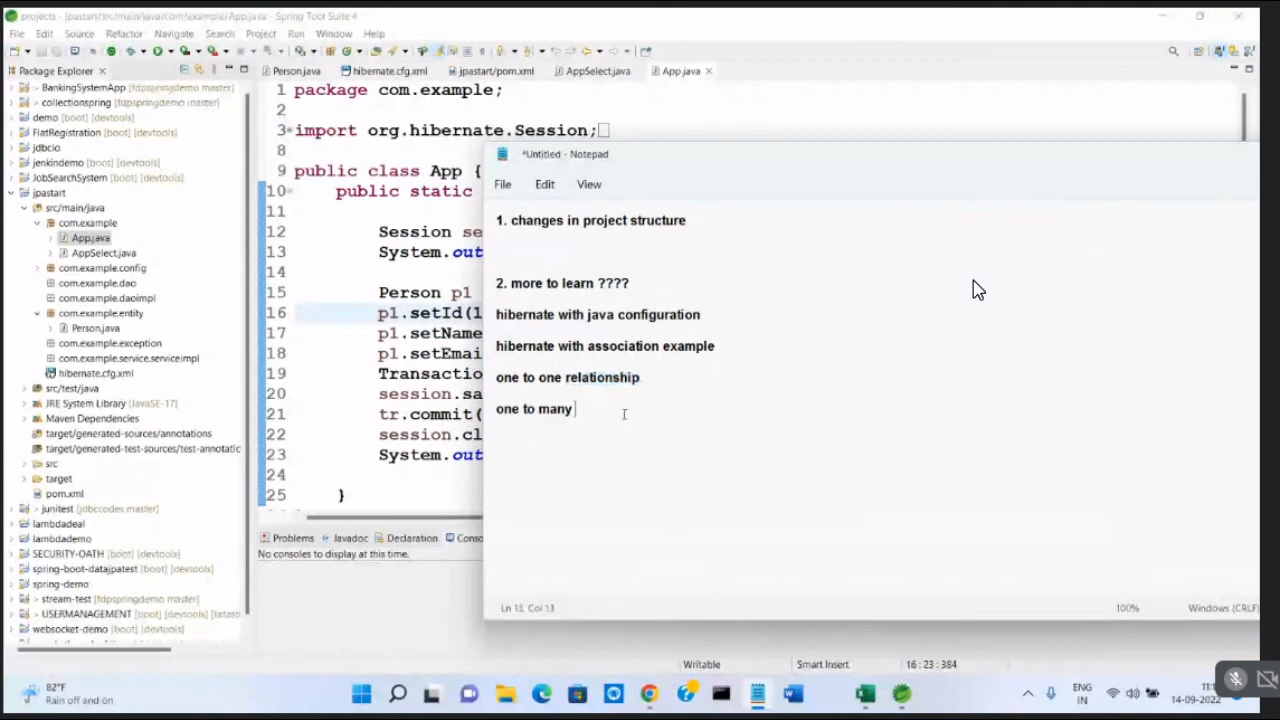 projects - jpastart/src/main/java/com/example/App.java - Spring Tool Suite 4
File Edit Source Refactor Navigate Search Project Run Window Help
Package Explorer
Person.java hibernate.cfg.xml jpastart/pom.xml AppSelect.java App.java
> BankingSystemApp [fdpspringdemo master]
> collectionspring [fdpspringdemo master]
demo [boot] [devtools]
FlatRegistration [boot] [devtools]
jdbcio
jenkindemo [boot] [devtools]
JobSearchSystem [boot] [devtools]
jpastart
src/main/java
com.example
App.java
AppSelect.java
com.example.config
com.example.dao
com.example.daoimpl
com.example.entity
Person.java
com.example.exception
com.example.service.serviceimpl
hibernate.cfg.xml
src/test/java
JRE System Library [JavaSE-17]
Maven Dependencies
target/generated-sources/annotations
target/generated-test-sources/test-annotatic
src
target
pom.xml
> junitest [jdbccodes master]
lambdadeal
lambdademo
SECURITY-OATH [boot] [devtools]
spring-boot-datajpatest [boot] [devtools]
spring-demo
> stream-test [fdpspringdemo master]
> USERMANAGEMENT [boot] [devtools]
websocket-demo [boot] [devtools]
1 package com.example;
2
3 import org.hibernate.Session;
8
9 public class App {
10 public static
11
12 Session se
13 System.out
14
15 Person p1
16 p1.setId(1
17 p1.setName
18 p1.setEmai
19 Transactio
20 session.sa
21 tr.commit(
22 session.cl
23 System.out
24
25 }
*Untitled - Notepad
File Edit View
1. changes in project structure
2. more to learn ????
hibernate with java configuration
hibernate with association example
one to one relationship
one to many
Ln 13, Col 13 100% Windows (CRLF)
Problems Javadoc Declaration Conso
No consoles to display at this time.
Writable Smart Insert 16 : 23 : 384
82°F
Rain off and on
ENG
IN
14-09-2022